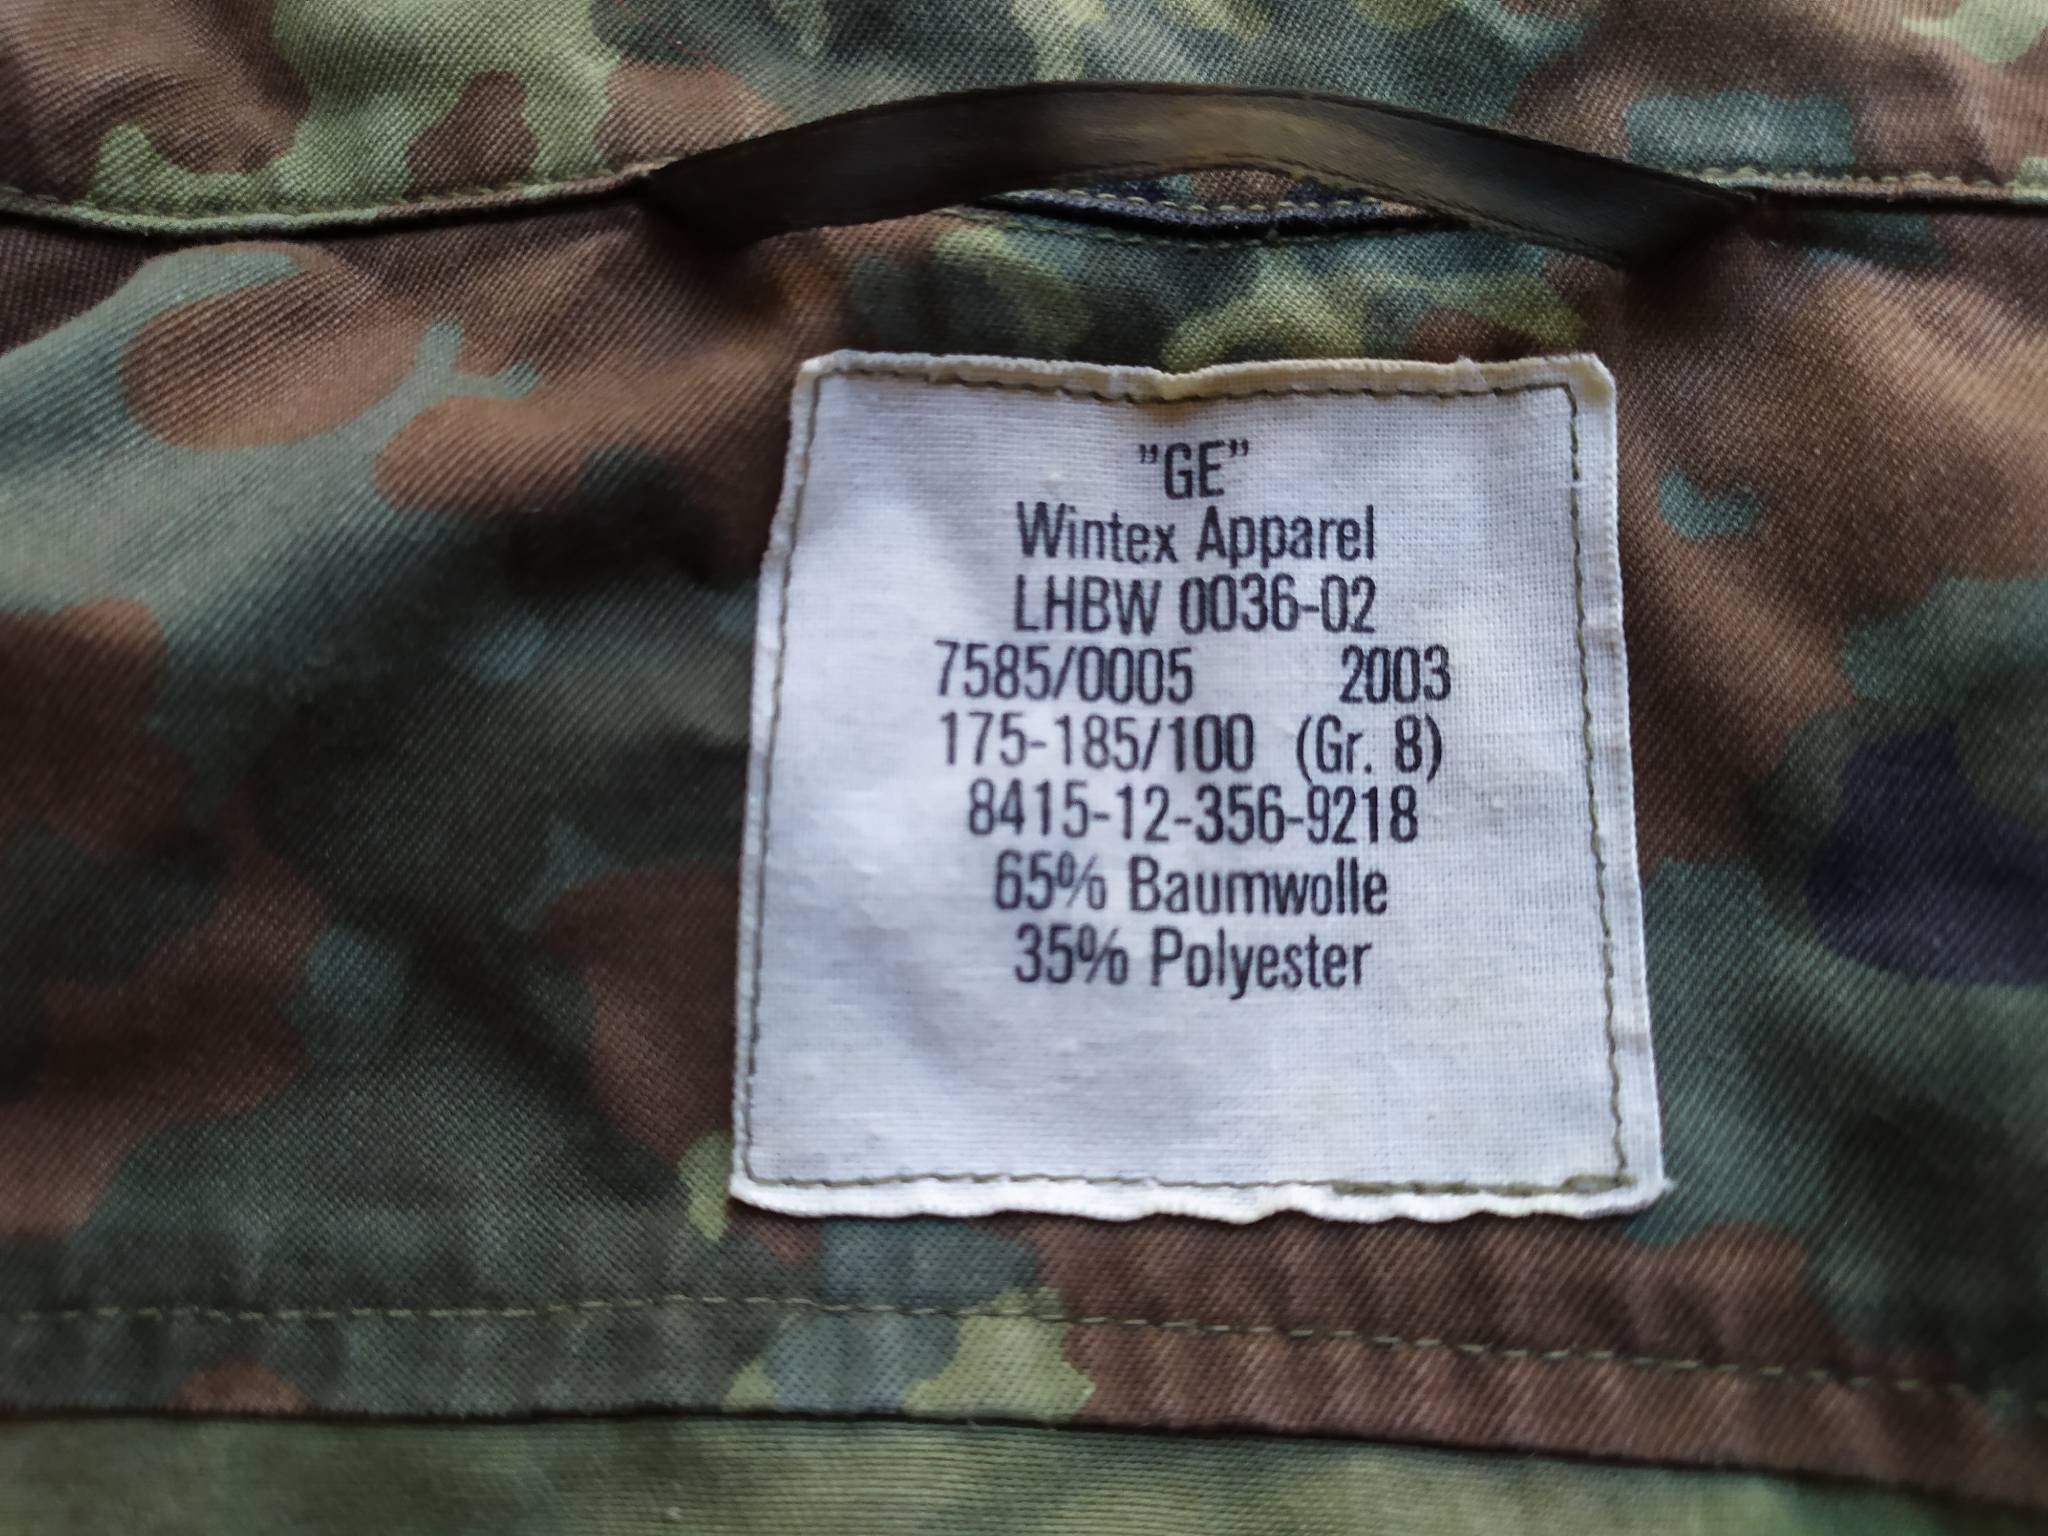 "GE"
Wintex Apparel
LHBW 0036-02
7585/0005 2003
175-185/100 (Gr. 8)
8415-12-356-9218
65% Baumwolle
35% Polyester